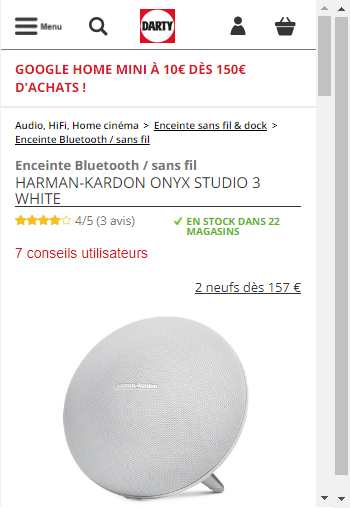 Menu
DARTY
GOOGLE HOME MINI À 10€ DÈS 150€
D'ACHATS !
Audio, HiFi, Home cinéma > Enceinte sans fil & dock >
Enceinte Bluetooth / sans fil
Enceinte Bluetooth / sans fil
HARMAN-KARDON ONYX STUDIO 3
WHITE
4/5 (3 avis)
EN STOCK DANS 22
MAGASINS
7 conseils utilisateurs
2 neufs dès 157 €
harman/kardon